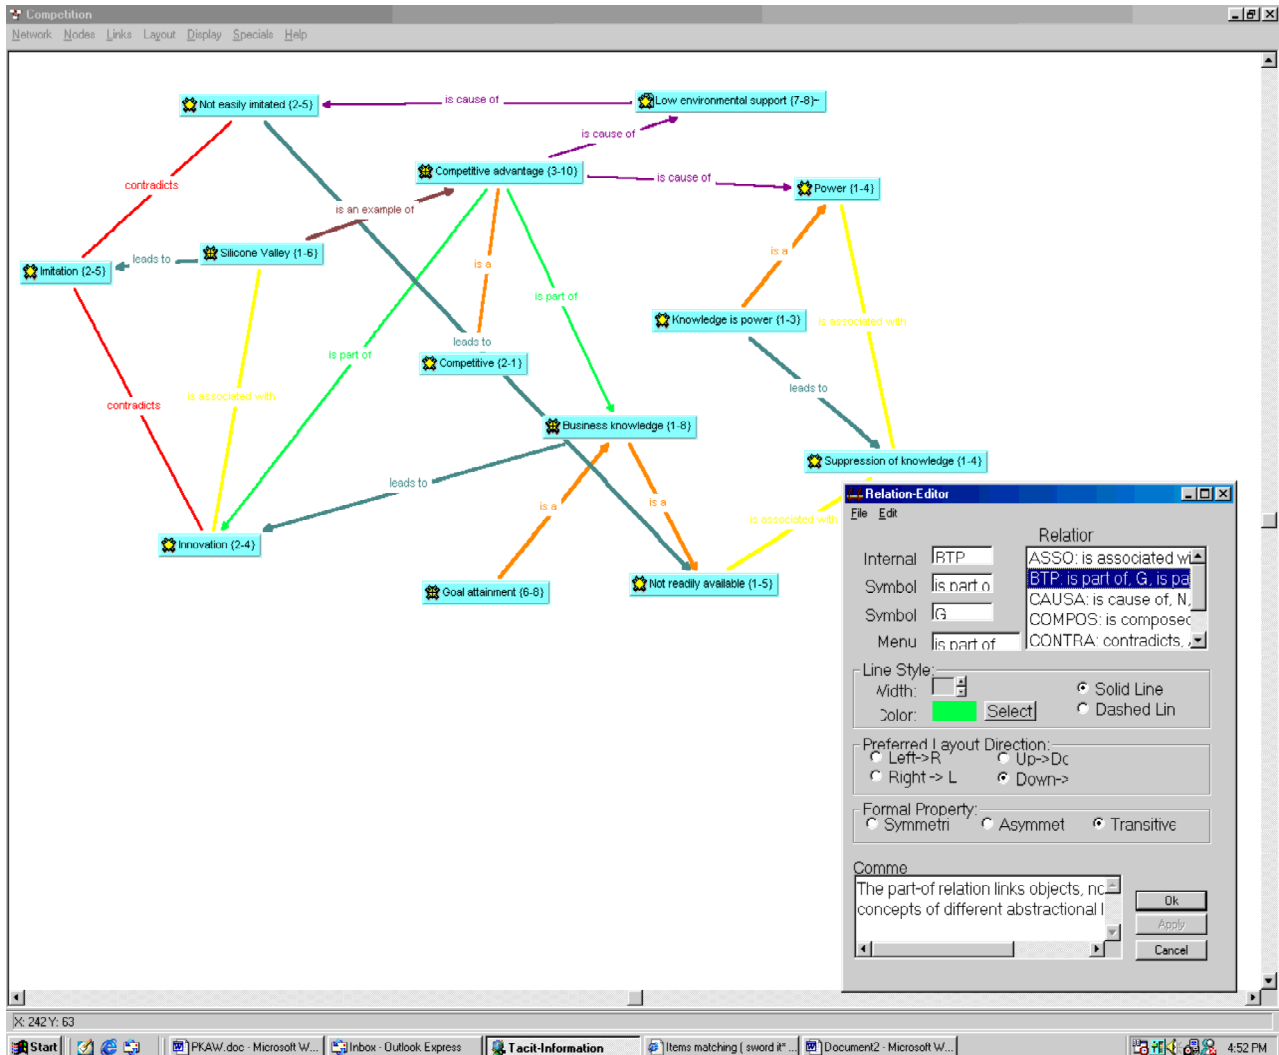 Competition
Network Nodes Links Layout Display Specials Help
Not easily imitated {2-5}
is cause of
Low environmental support {7-8}~
is cause of
Competitive advantage {3-10}
is cause of
Power {1-4}
contradicts
is an example of
Silicone Valley {1-6}
leads to
Imitation {2-5}
is a
is a
is part of
Knowledge is power {1-3}
is associated with
leads to
is part of
Competitive {2-1}
leads to
is associated with
contradicts
Business knowledge {1-8}
Suppression of knowledge {1-4}
leads to
is a
is a
is associated with
Innovation {2-4}
Goal attainment {6-8}
Not readily available {1-5}
Relation-Editor
File Edit
Relatior
Internal BTP
Symbol is part o
Symbol G
Menu is part of
ASSO: is associated wi
BTP: is part of, G, is pa
CAUSA: is cause of, N,
COMPOS: is composed
CONTRA: contradicts,
Line Style:
Width:
Color: Select
Solid Line
Dashed Lin
Preferred Layout Direction:
Left->R Up->Dc
Right -> L Down->
Formal Property:
Symmetri Asymmet Transitive
Comme
The part-of relation links objects, nc
concepts of different abstractional l
Ok
Apply
Cancel
X: 242 Y: 63
Start PKAW.doc - Microsoft W... Inbox - Outlook Express Tacit-Information Items matching ( sword it" ... Document2 - Microsoft W... 4:52 PM